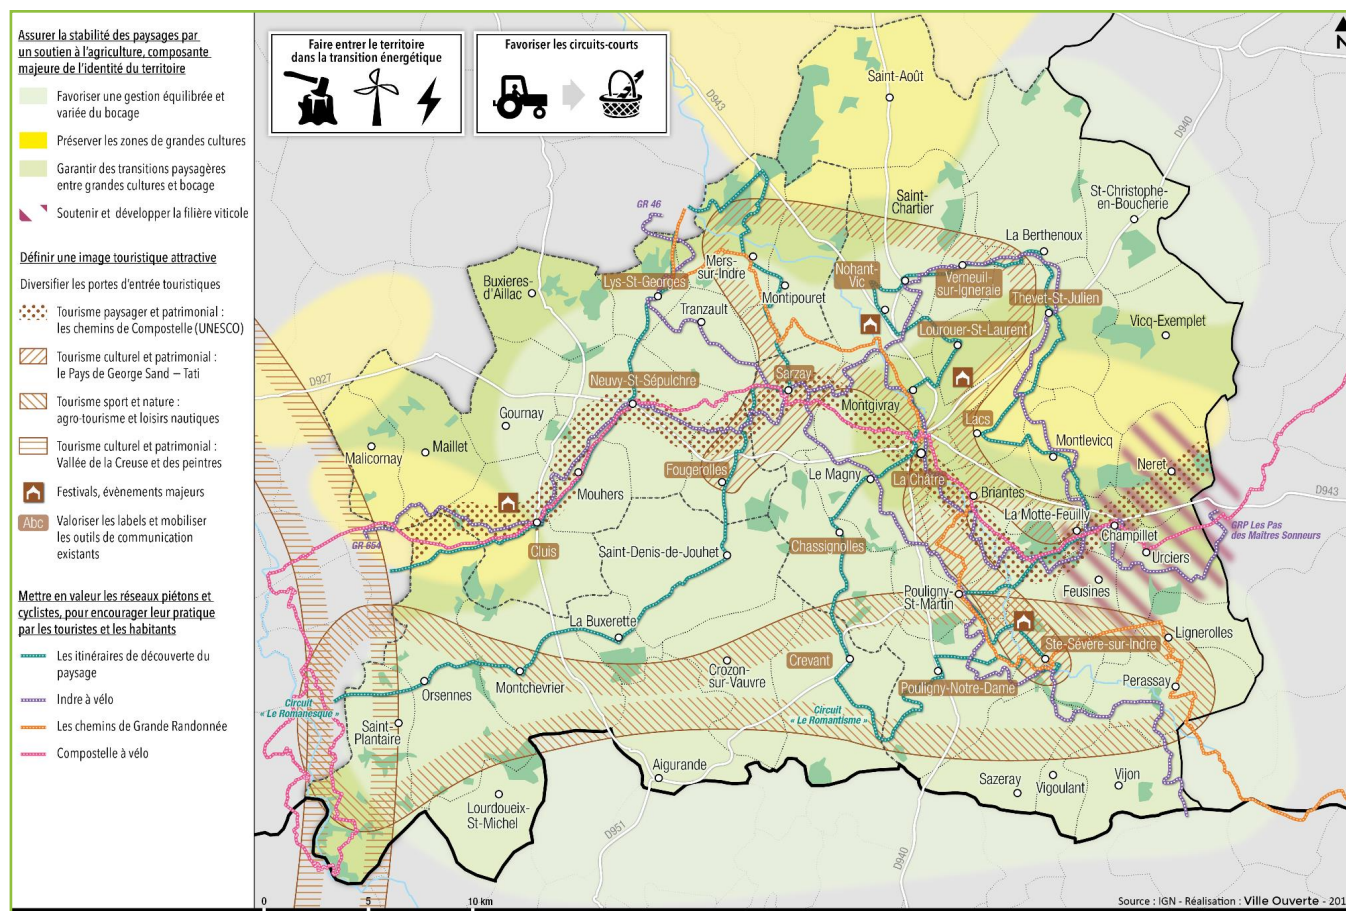 Assurer la stabilité des paysages par
un soutien à l'agriculture, composante
majeure de l'identité du territoire
Favoriser une gestion équilibrée et
variée du bocage
Préserver les zones de grandes cultures
Garantir des transitions paysagères
entre grandes cultures et bocage
Soutenir et développer la filière viticole
Définir une image touristique attractive
Diversifier les portes d'entrée touristiques
Tourisme paysager et patrimonial :
les chemins de Compostelle (UNESCO)
Tourisme culturel et patrimonial :
le Pays de George Sand – Tati
Tourisme sport et nature :
agro-tourisme et loisirs nautiques
Tourisme culturel et patrimonial :
Vallée de la Creuse et des peintres
Festivals, évènements majeurs
Abc
Valoriser les labels et mobiliser
les outils de communication
existants
Mettre en valeur les réseaux piétons et
cyclistes, pour encourager leur pratique
par les touristes et les habitants
Les itinéraires de découverte du
paysage
Indre à vélo
Les chemins de Grande Randonnée
Compostelle à vélo
Faire entrer le territoire
dans la transition énergétique
Favoriser les circuits-courts
N
D943
Saint-Août
D940
St-Christophe-
en-Boucherie
Saint-
Chartier
GR 46
La Berthenoux
Mers-
sur-Indre
Nohant-
Vic
Verneuil-
sur-Igneraie
Buxieres-
d'Aillac
Lys-St-Georges
Montipouret
Thevet-St-Julien
Tranzault
Lourouer-St-Laurent
Vicq-Exemplet
D927
Neuvy-St-Sépulchre
Sarzay
Montgivray
Gournay
Lacs
Maillet
Malicornay
Montlevicq
Neret
Fougerolles
Le Magny
La Châtre
Mouhers
Briantes
D943
La Motte-Feuilly
Champillet
GRP Les Pas
des Maîtres Sonneurs
GR 654
Cluis
Chassignolles
Saint-Denis-de-Jouhet
Urciers
Feusines
Pouligny-
St-Martin
La Buxerette
Lignerolles
Ste-Sévère-sur-Indre
Crevant
Crozon-
sur-Vauvre
Montchevrier
Orsennes
Pouligny-Notre-Dame
Perassay
Circuit
« Le Romanesque »
Circuit
« Le Romantisme »
Saint-
Plantaire
Aigurande
Sazeray
Vigoulant
Vijon
Lourdoueix-
St-Michel
D951
D940
0
5
10 km
Source : IGN - Réalisation : Ville Ouverte - 201